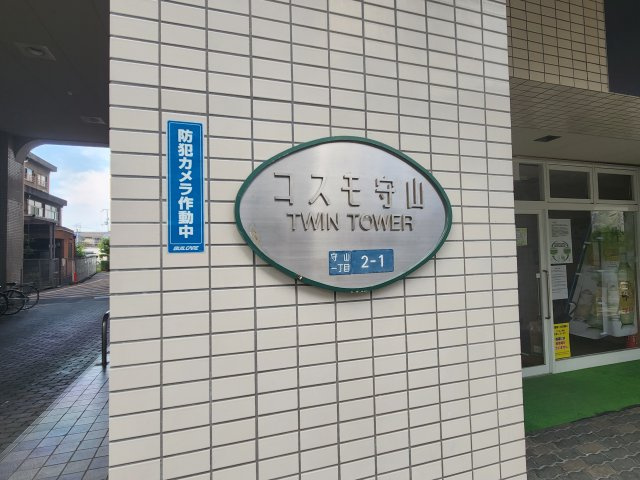 防犯カメラ作動中
コスモ守山
TWIN TOWER
守山
一丁目
2-1